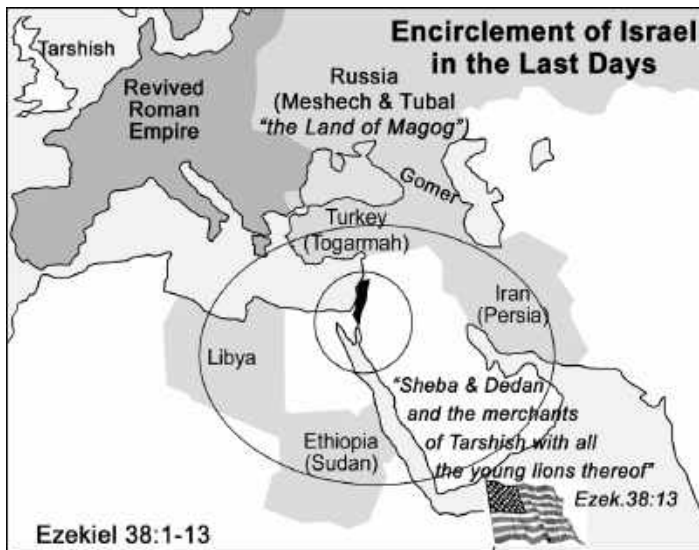 Encirclement of Israel
in the Last Days
Tarshish
Revived
Roman
Empire
Russia
(Meshech & Tubal
"the Land of Magog")
Gomer
Turkey
(Togarmah)
Iran
(Persia)
Libya
"Sheba & Dedan
and the merchants
of Tarshish with all
the young lions thereof"
Ezek.38:13
Ethiopia
(Sudan)
Ezekiel 38:1-13